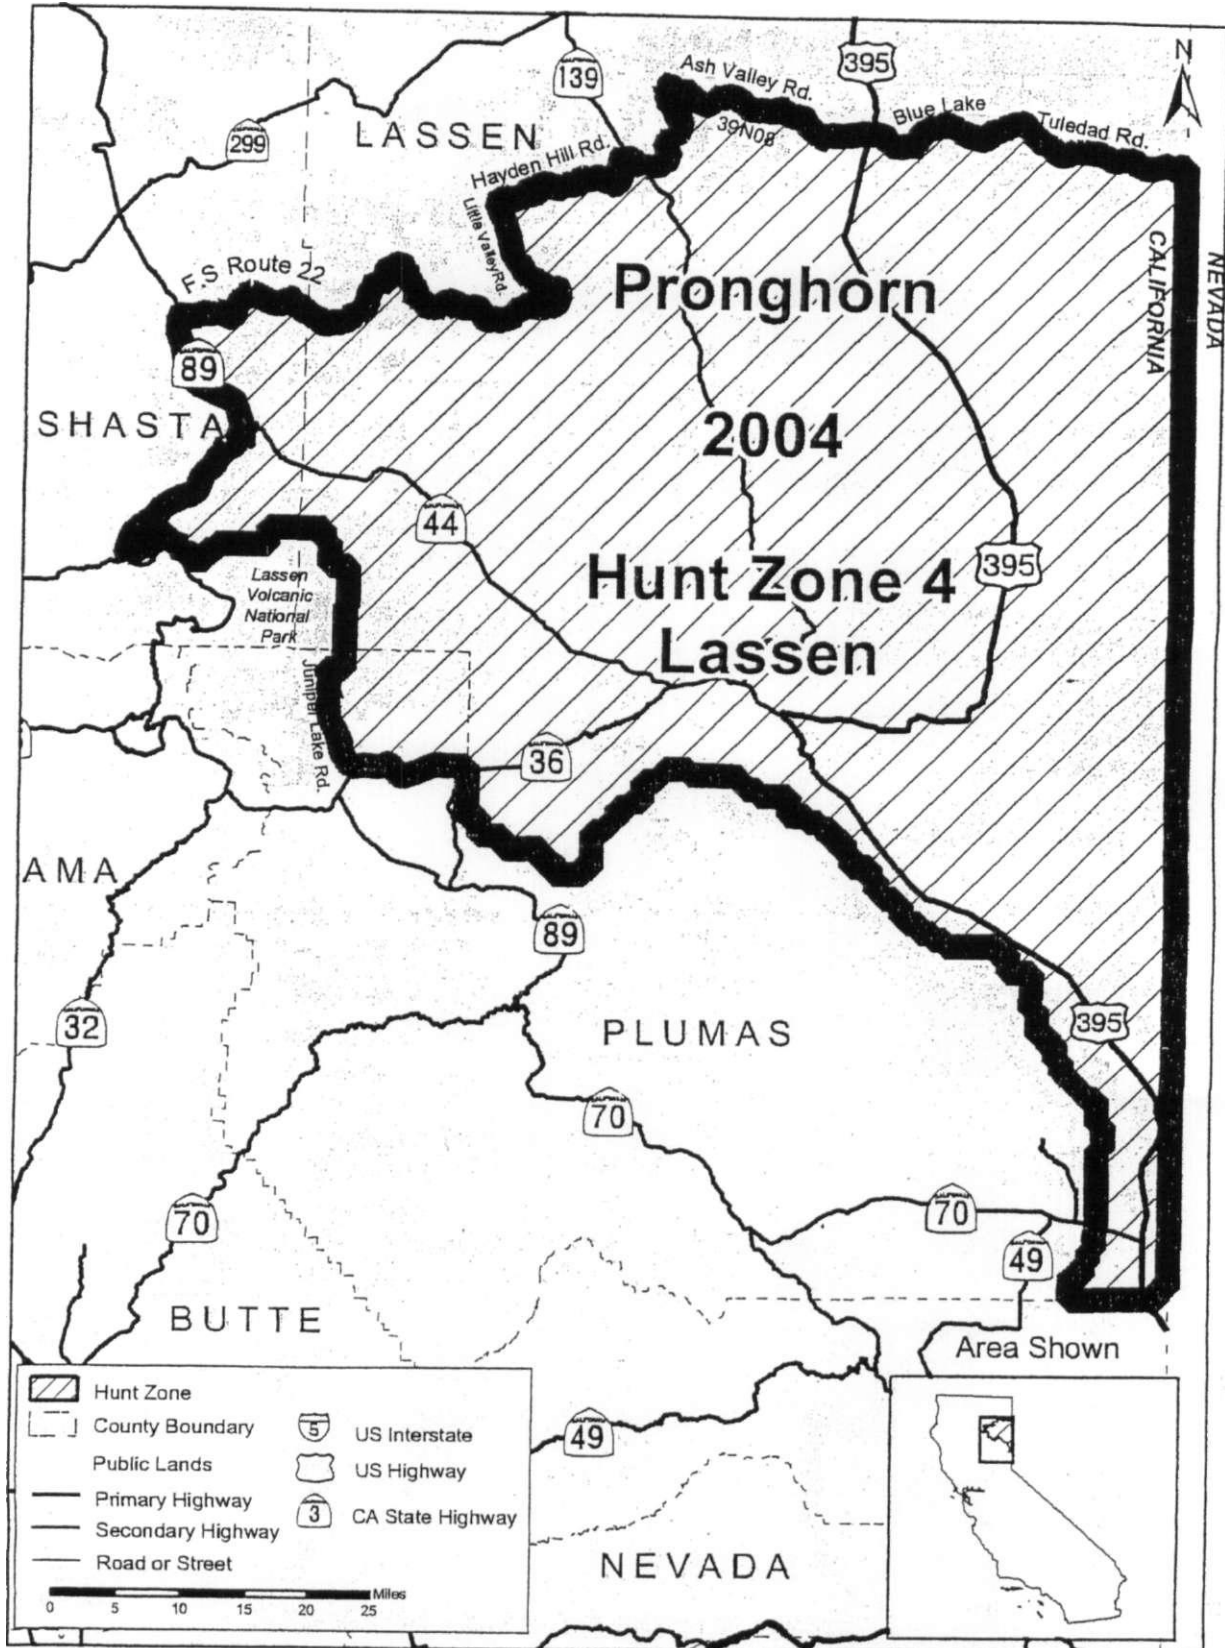 N
395
139
Ash Valley Rd.
Blue Lake
Tuledad Rd.
39N08
299
LASSEN
Hayden Hill Rd.
Little Valley Rd.
F.S Route 22
CALIFORNIA
NEVADA
Pronghorn
89
SHASTA
2004
44
Hunt Zone 4
395
Lassen
Lassen
Volcanic
National
Park
Juniper Lake Rd.
36
AMA
89
32
PLUMAS
395
70
70
70
49
BUTTE
Area Shown
49
NEVADA
Hunt Zone
County Boundary
Public Lands
Primary Highway
Secondary Highway
Road or Street
5 US Interstate
US Highway
CALIFORNIA
3 CA State Highway
Miles
0 5 10 15 20 25